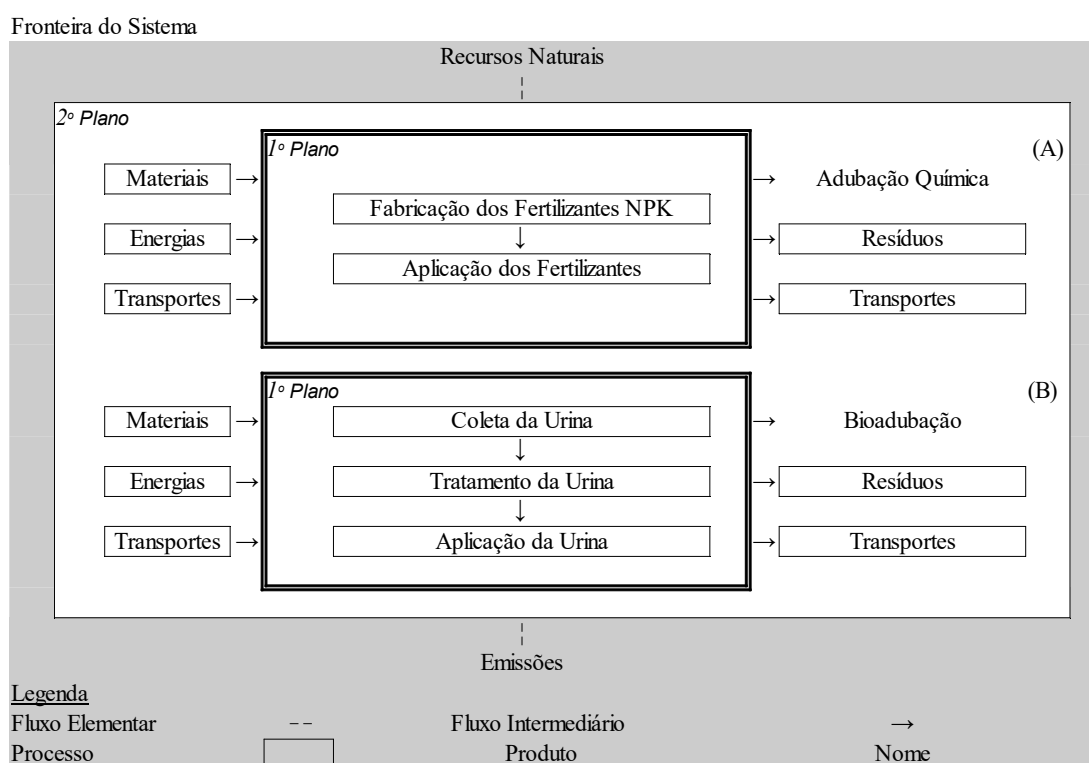 Fronteira do Sistema
Recursos Naturais
2º Plano
1º Plano
(A)
Materiais → → Adubação Química
Fabricação dos Fertilizantes NPK
Energias → ↓ → Resíduos
Aplicação dos Fertilizantes
Transportes → → Transportes
1º Plano
(B)
Materiais → Coleta da Urina → Bioadubação
↓
Energias → Tratamento da Urina → Resíduos
↓
Transportes → Aplicação da Urina → Transportes
Emissões
Legenda
Fluxo Elementar -- Fluxo Intermediário →
Processo Produto Nome